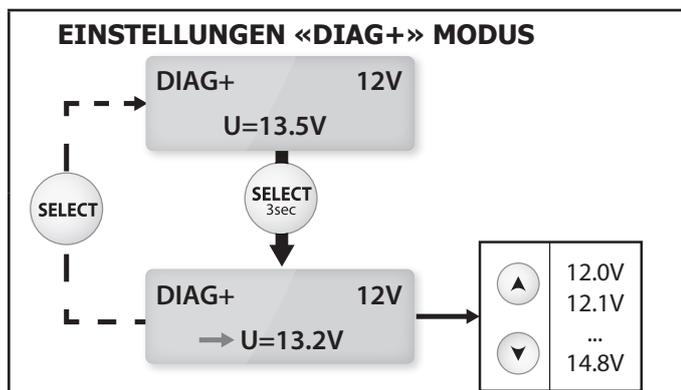 EINSTELLUNGEN «DIAG+» MODUS
DIAG+ 12V
U=13.5V
SELECT
SELECT
3sec
DIAG+ 12V
U=13.2V
12.0V
12.1V
...
14.8V